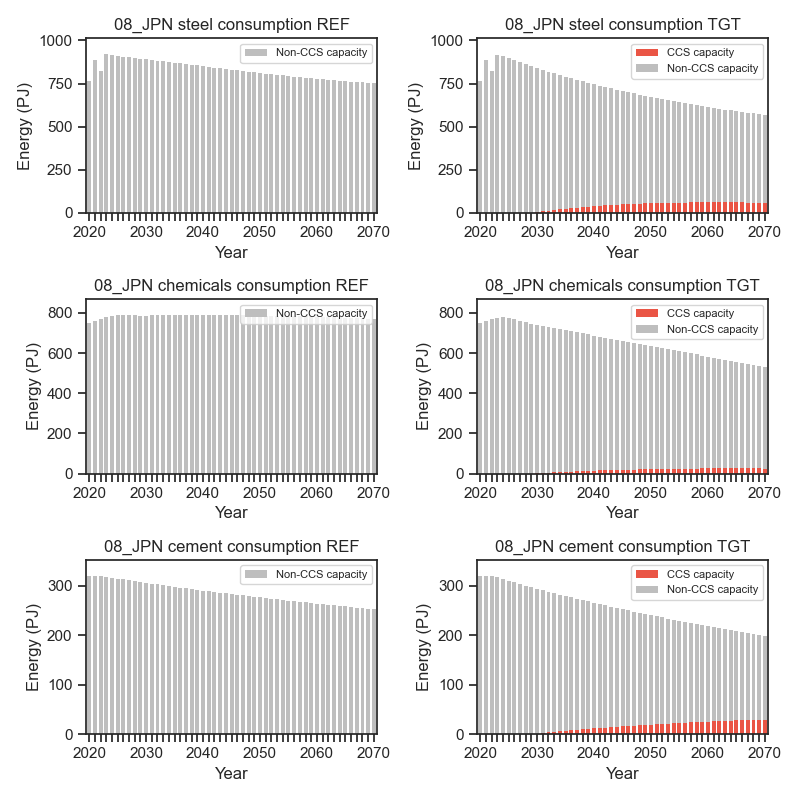 08_JPN steel consumption REF
Non-CCS capacity
1000
750
500
250
0
Energy (PJ)
2020 2030 2040 2050 2060 2070
Year
08_JPN steel consumption TGT
CCS capacity
Non-CCS capacity
1000
750
500
250
0
Energy (PJ)
2020 2030 2040 2050 2060 2070
Year
08_JPN chemicals consumption REF
Non-CCS capacity
800
600
400
200
0
Energy (PJ)
2020 2030 2040 2050 2060 2070
Year
08_JPN chemicals consumption TGT
CCS capacity
Non-CCS capacity
800
600
400
200
0
Energy (PJ)
2020 2030 2040 2050 2060 2070
Year
08_JPN cement consumption REF
Non-CCS capacity
300
200
100
0
Energy (PJ)
2020 2030 2040 2050 2060 2070
Year
08_JPN cement consumption TGT
CCS capacity
Non-CCS capacity
300
200
100
0
Energy (PJ)
2020 2030 2040 2050 2060 2070
Year